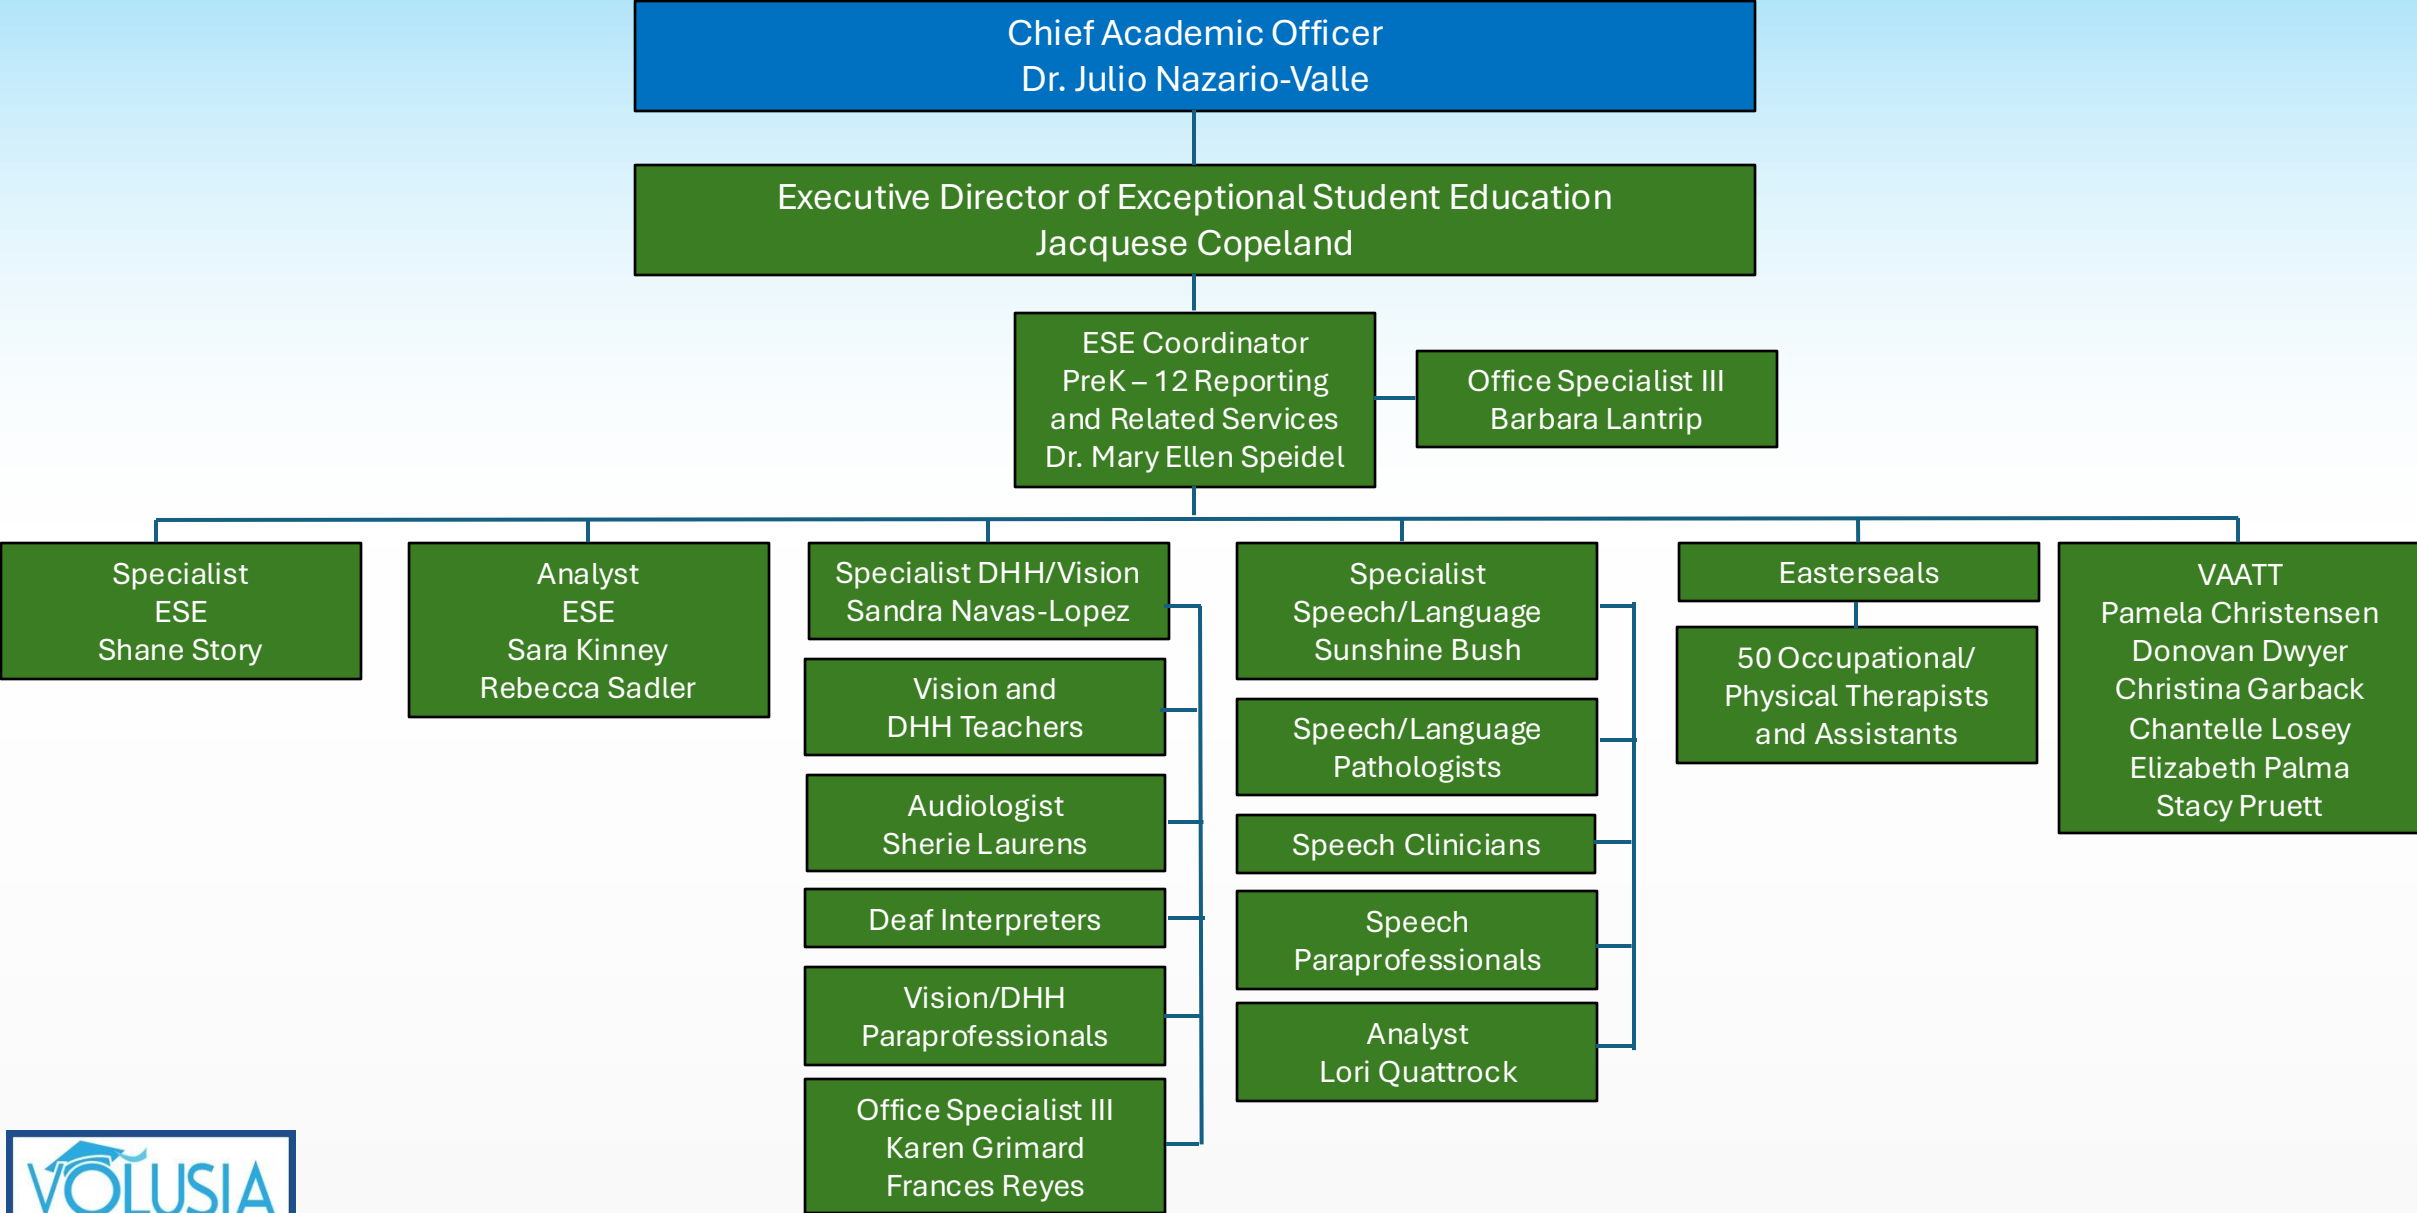 Chief Academic Officer
Dr. Julio Nazario-Valle
Executive Director of Exceptional Student Education
Jacquese Copeland
ESE Coordinator
PreK – 12 Reporting
and Related Services
Dr. Mary Ellen Speidel
Office Specialist III
Barbara Lantrip
Specialist
ESE
Shane Story
Analyst
ESE
Sara Kinney
Rebecca Sadler
Specialist DHH/Vision
Sandra Navas-Lopez
Vision and
DHH Teachers
Audiologist
Sherie Laurens
Deaf Interpreters
Vision/DHH
Paraprofessionals
Office Specialist III
Karen Grimard
Frances Reyes
Specialist
Speech/Language
Sunshine Bush
Speech/Language
Pathologists
Speech Clinicians
Speech
Paraprofessionals
Analyst
Lori Quattrock
Easterseals
50 Occupational/
Physical Therapists
and Assistants
VAATT
Pamela Christensen
Donovan Dwyer
Christina Garback
Chantelle Losey
Elizabeth Palma
Stacy Pruett
VOLUSIA